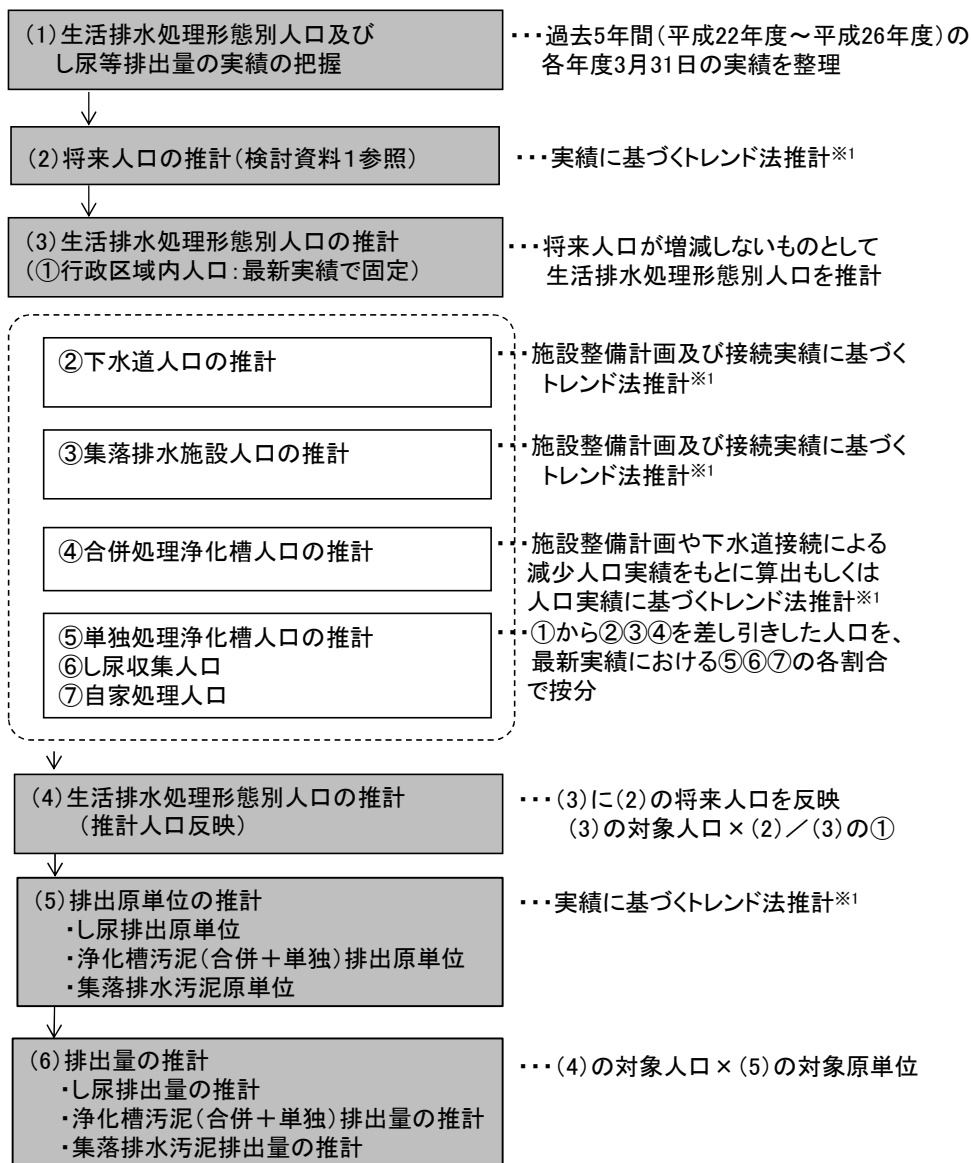 (1)生活排水処理形態別人口及び
し尿等排出量の実績の把握
・・・過去5年間(平成22年度～平成26年度)の
各年度3月31日の実績を整理
(2)将来人口の推計(検討資料1参照)
・・・実績に基づくトレンド法推計※1
(3)生活排水処理形態別人口の推計
(①行政区域内人口:最新実績で固定)
・・・将来人口が増減しないものとして
生活排水処理形態別人口を推計
②下水道人口の推計
・・・施設整備計画及び接続実績に基づく
トレンド法推計※1
③集落排水施設人口の推計
・・・施設整備計画及び接続実績に基づく
トレンド法推計※1
④合併処理浄化槽人口の推計
・・・施設整備計画や下水道接続による
減少人口実績をもとに算出もしくは
人口実績に基づくトレンド法推計※1
⑤単独処理浄化槽人口の推計
⑥し尿収集人口
⑦自家処理人口
・・・①から②③④を差し引きした人口を、
最新実績における⑤⑥⑦の各割合
で按分
(4)生活排水処理形態別人口の推計
(推計人口反映)
・・・(3)に(2)の将来人口を反映
(3)の対象人口×(2)/(3)の①
(5)排出原単位の推計
・し尿排出原単位
・浄化槽汚泥(合併+単独)排出原単位
・集落排水汚泥原単位
・・・実績に基づくトレンド法推計※1
(6)排出量の推計
・し尿排出量の推計
・浄化槽汚泥(合併+単独)排出量の推計
・集落排水汚泥排出量の推計
・・・(4)の対象人口×(5)の対象原単位